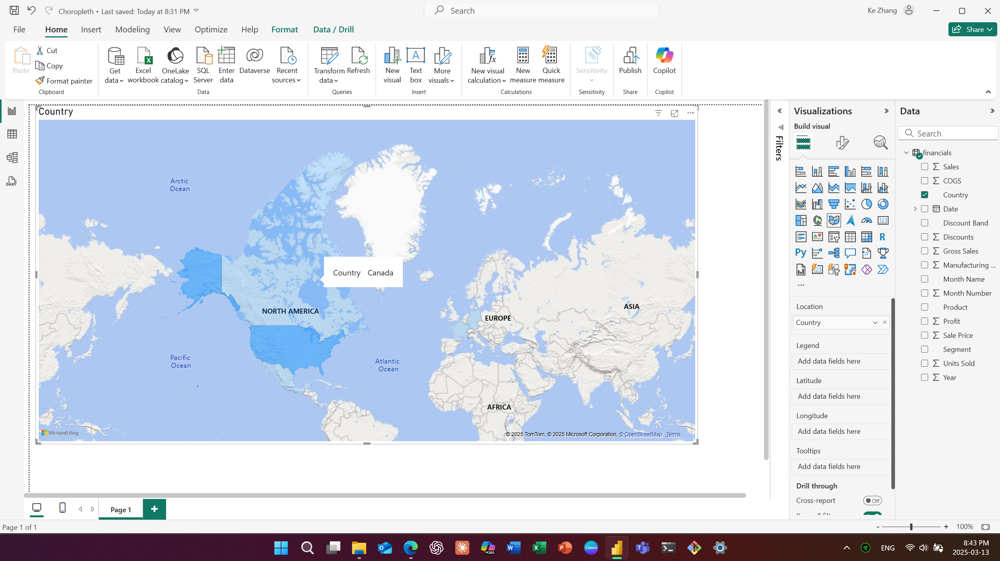 Choropleth • Last saved: Today at 8:31 PM
Search
Ke Zhang
File Home Insert Modeling View Optimize Help Format Data / Drill
Share
Paste
Cut
Copy
Format painter
Clipboard
Get data
Excel workbook
OneLake catalog
SQL Server
Enter data
Dataverse
Recent sources
Data
Transform data
Refresh
Queries
New visual
Text box
More visuals
Insert
New visual calculation
New measure
Quick measure
Calculations
Sensitivity
Sensitivity
Publish
Share
Copilot
Copilot
DAX
Country
Arctic
Ocean
Country Canada
NORTH AMERICA
EUROPE
ASIA
Pacific
Ocean
Atlantic
Ocean
AFRICA
Microsoft Bing
© 2025 TomTom, © 2025 Microsoft Corporation, © OpenStreetMap Terms
Filters
Visualizations
Build visual
123
R
Py
123
Location
Country
Legend
Add data fields here
Latitude
Add data fields here
Longitude
Add data fields here
Tooltips
Add data fields here
Drill through
Cross-report
Off
Data
Search
financials
Sales
COGS
Country
Date
Discount Band
Discounts
Gross Sales
Manufacturing ...
Month Name
Month Number
Product
Profit
Sale Price
Segment
Units Sold
Year
Page 1
Page 1 of 1
- + 100%
M365
Canva
ENG
8:43 PM
2025-03-13